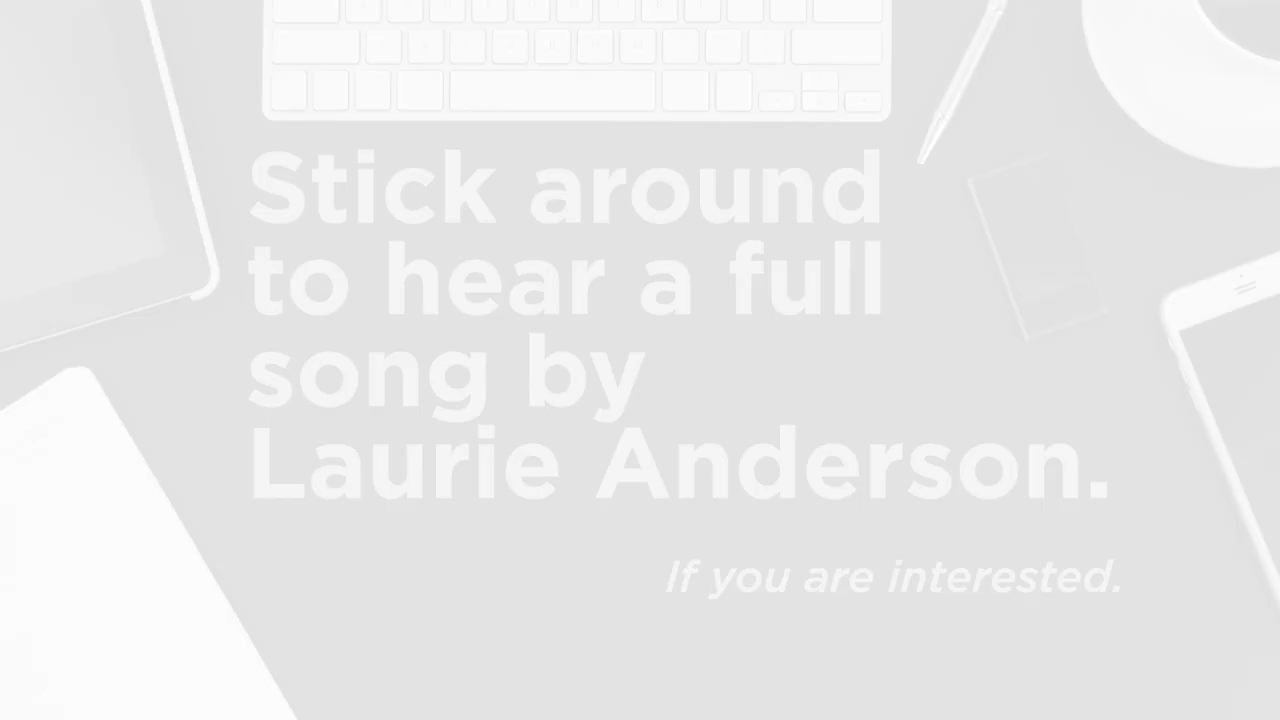 Stick around
to hear a full
song by
Laurie Anderson.
If you are interested.